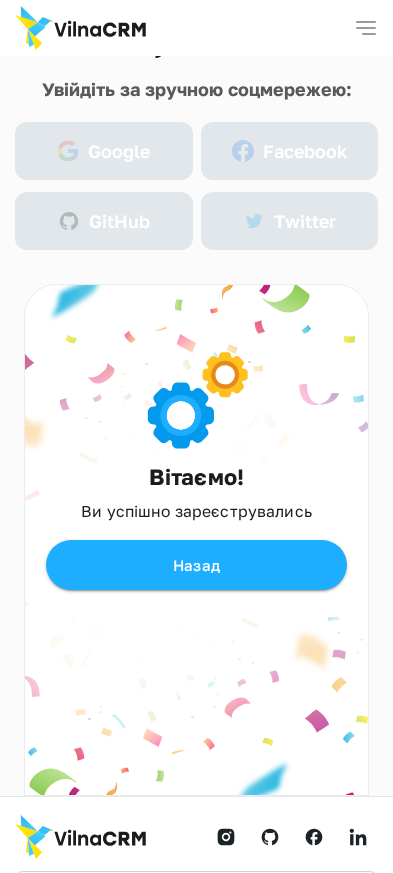 VilnaCRM
Увійдіть за зручною соцмережею:
Google
Facebook
GitHub
Twitter
Вітаємо!
Ви успішно зареєструвались
Назад
VilnaCRM